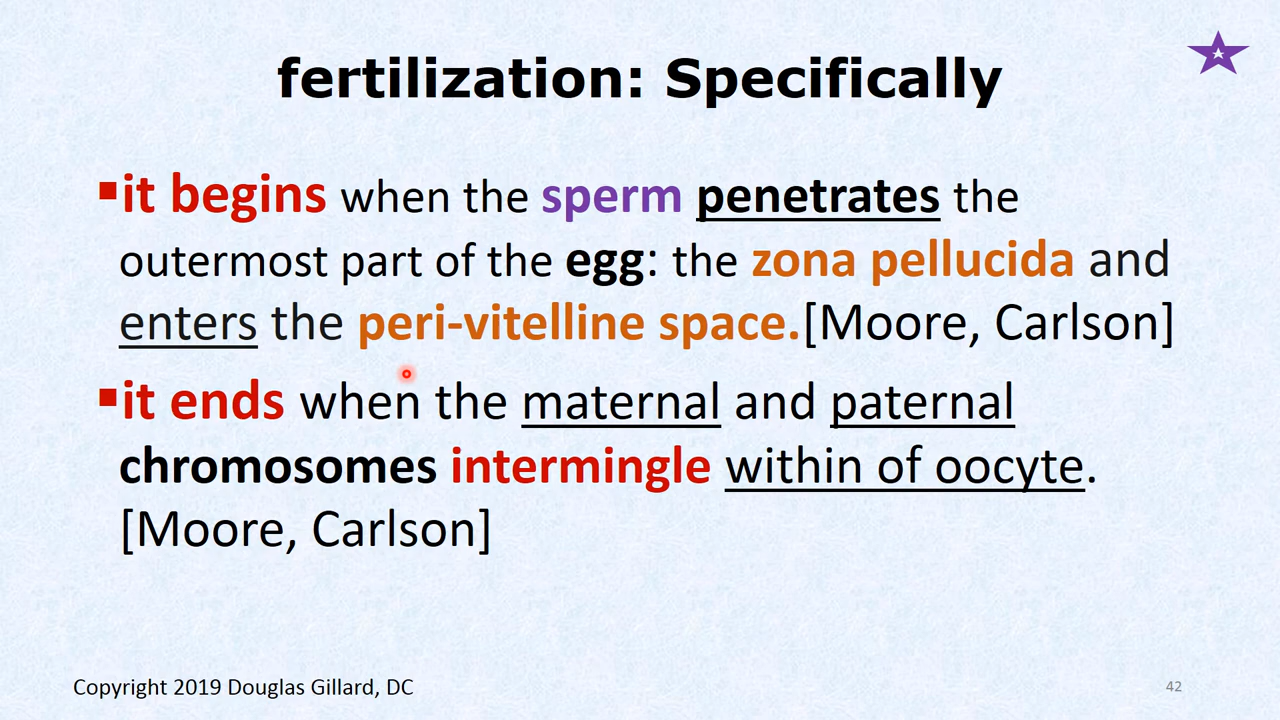 fertilization: Specifically
▪it begins when the sperm penetrates the
outermost part of the egg: the zona pellucida and
enters the peri-vitelline space.[Moore, Carlson]
▪it ends when the maternal and paternal
chromosomes intermingle within of oocyte.
[Moore, Carlson]
Copyright 2019 Douglas Gillard, DC
42